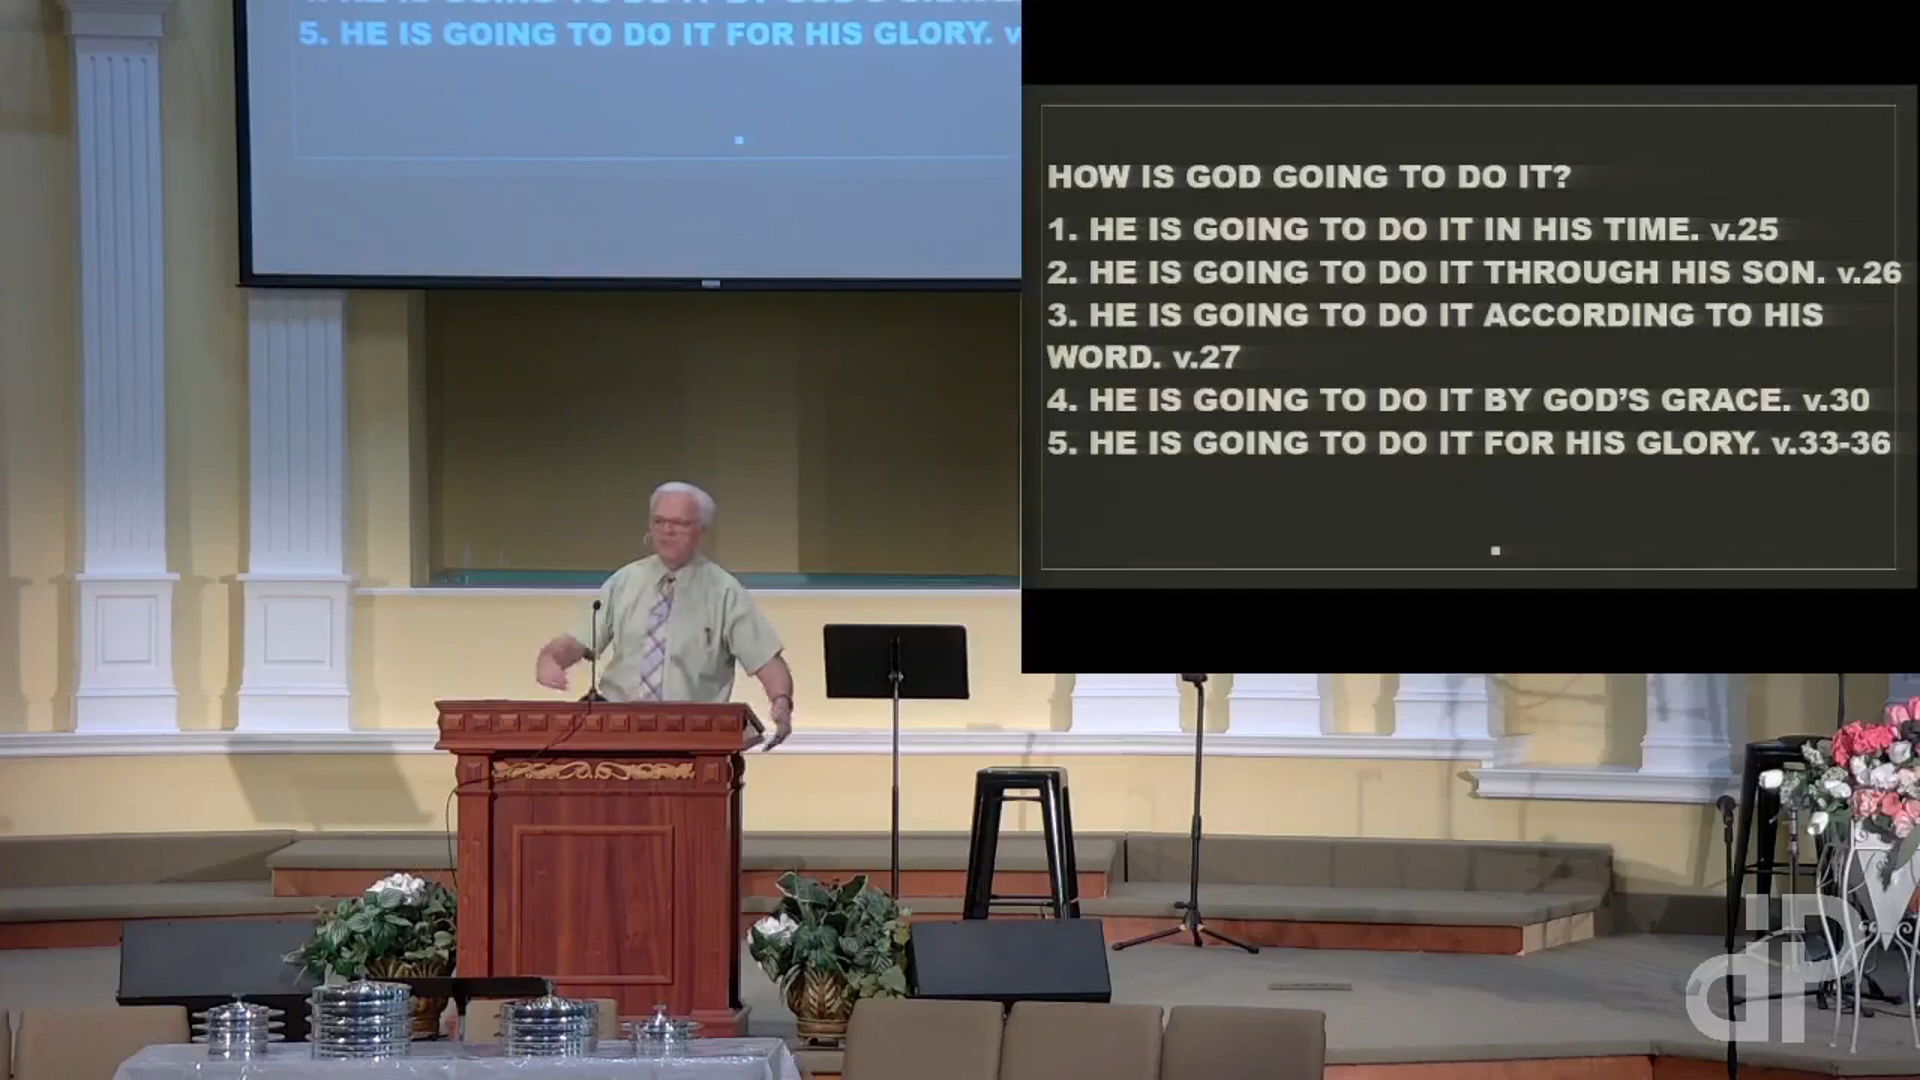 5. HE IS GOING TO DO IT FOR HIS GLORY. v
HOW IS GOD GOING TO DO IT?
1. HE IS GOING TO DO IT IN HIS TIME. v.25
2. HE IS GOING TO DO IT THROUGH HIS SON. v.26
3. HE IS GOING TO DO IT ACCORDING TO HIS
WORD. v.27
4. HE IS GOING TO DO IT BY GOD’S GRACE. v.30
5. HE IS GOING TO DO IT FOR HIS GLORY. v.33-36